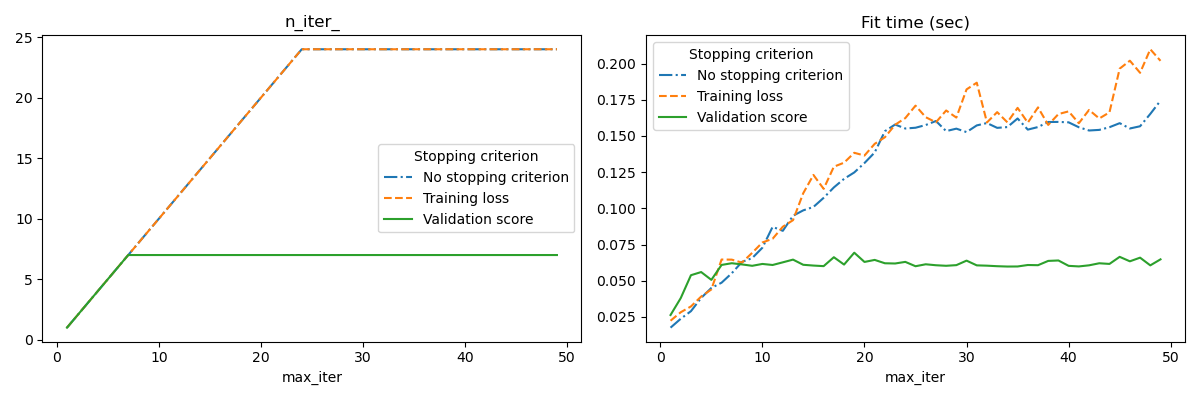 n_iter_
25
20
15
10
5
0
Stopping criterion
No stopping criterion
Training loss
Validation score
0 10 20 30 40 50
max_iter
Fit time (sec)
Stopping criterion
No stopping criterion
Training loss
Validation score
0.200
0.175
0.150
0.125
0.100
0.075
0.050
0.025
0 10 20 30 40 50
max_iter